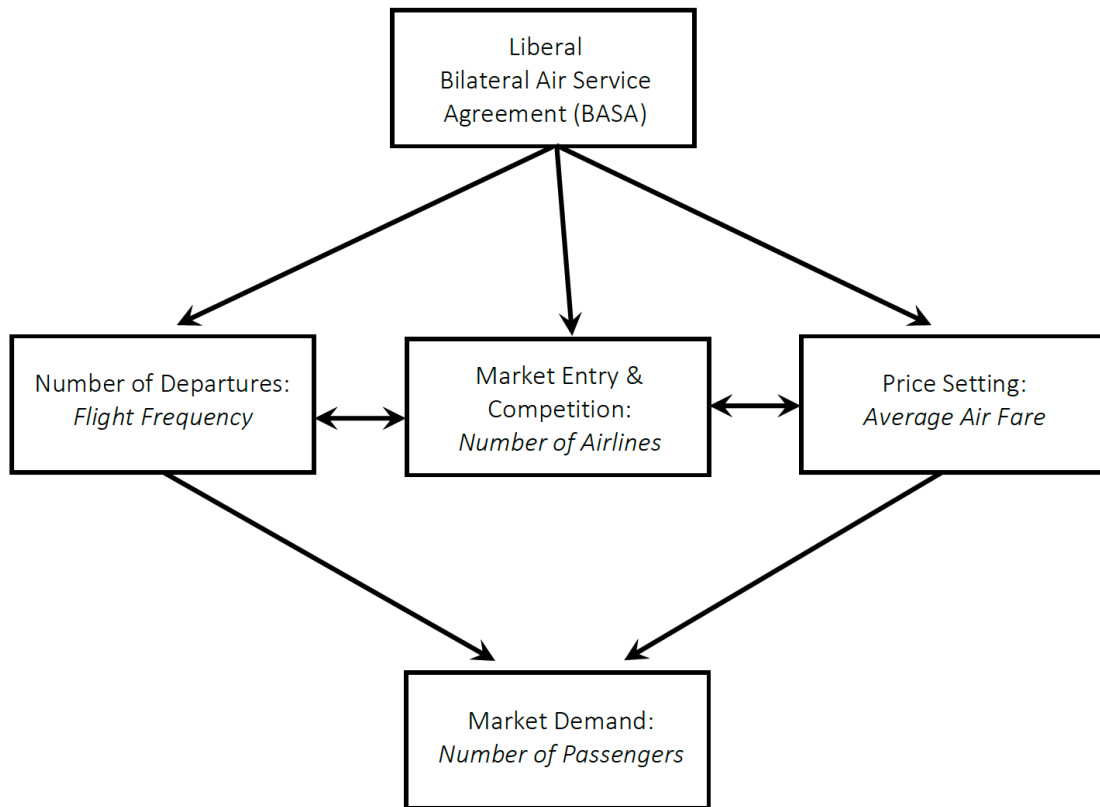 Liberal
Bilateral Air Service
Agreement (BASA)
Number of Departures:
Flight Frequency
Market Entry &
Competition:
Number of Airlines
Price Setting:
Average Air Fare
Market Demand:
Number of Passengers